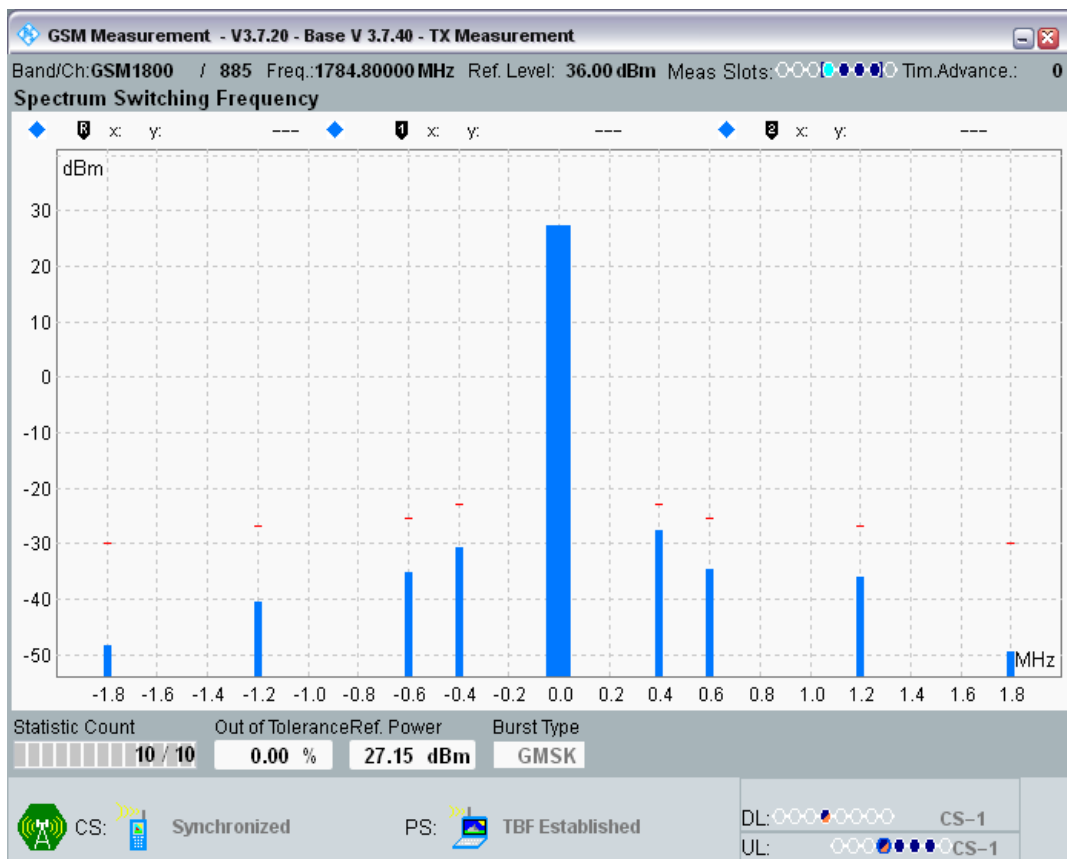 GSM Measurement - V3.7.20 - Base V 3.7.40 - TX Measurement
Band/Ch:GSM1800 / 885 Freq.:1784.80000 MHz Ref. Level: 36.00 dBm Meas Slots: Tim.Advance.: 0
Spectrum Switching Frequency
R x: y: --- 1 x: y: --- 2 x: y: ---
dBm
30
20
10
0
-10
-20
-30
-40
-50
MHz
-1.8 -1.6 -1.4 -1.2 -1.0 -0.8 -0.6 -0.4 -0.2 0.0 0.2 0.4 0.6 0.8 1.0 1.2 1.4 1.6 1.8
Statistic Count Out of Tolerance Ref. Power Burst Type
10 / 10 0.00 % 27.15 dBm GMSK
CS: Synchronized PS: TBF Established
DL: CS-1
UL: CS-1